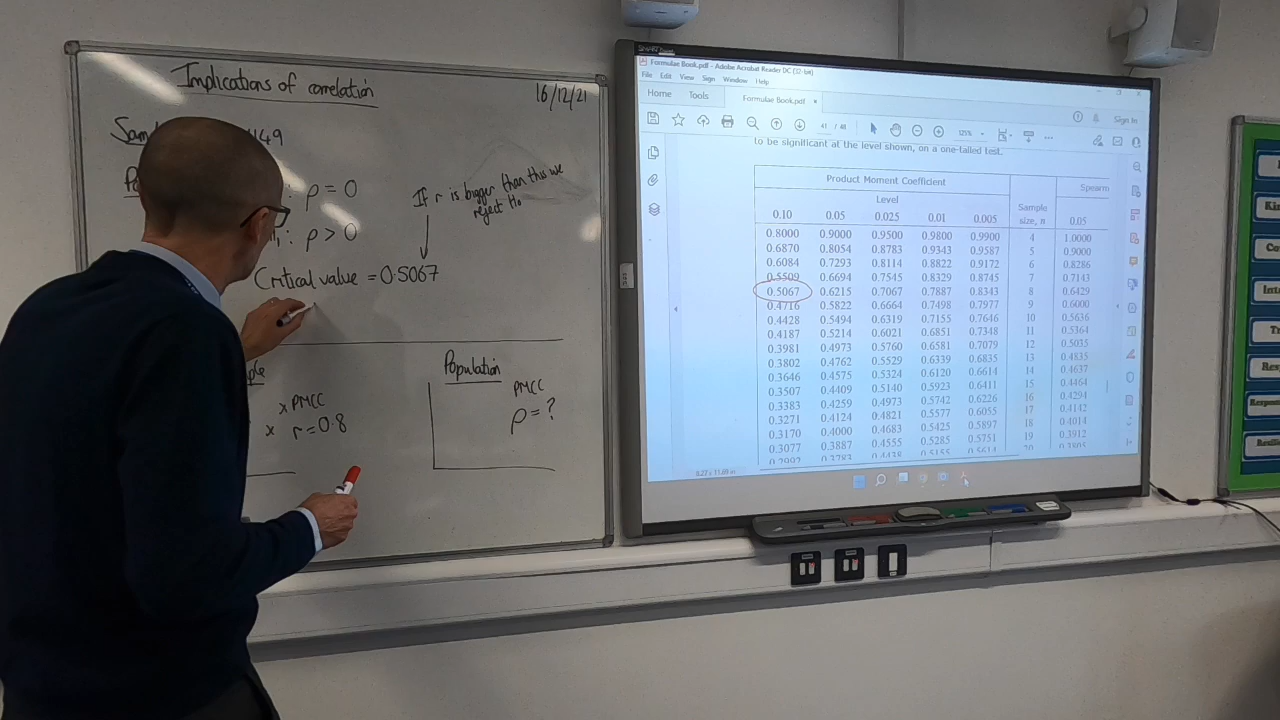 Implications of correlation
16/12/21
149
: ρ = 0
: ρ > 0
If r is bigger than this we
reject H₀
Critical value = 0.5067
PMCC
r = 0.8
Population
PMCC
ρ = ?
Formulae Book.pdf - Adobe Acrobat Reader DC (32-bit)
File Edit View Sign Window Help
Home Tools Formulae Book.pdf ×
Sign In
41 / 48 125%
to be significant at the level shown, on a one-tailed test.
Product Moment Coefficient
Level
Sample size, n
Spearm
0.10 0.05 0.025 0.01 0.005 0.05
0.8000 0.9000 0.9500 0.9800 0.9900 4 1.0000
0.6870 0.8054 0.8783 0.9343 0.9587 5 0.9000
0.6084 0.7293 0.8114 0.8822 0.9172 6 0.8286
0.5509 0.6694 0.7545 0.8329 0.8745 7 0.7143
0.5067 0.6215 0.7067 0.7887 0.8343 8 0.6429
0.4716 0.5822 0.6664 0.7498 0.7977 9 0.6000
0.4428 0.5494 0.6319 0.7155 0.7646 10 0.5636
0.4187 0.5214 0.6021 0.6851 0.7348 11 0.5364
0.3981 0.4973 0.5760 0.6581 0.7079 12 0.5035
0.3802 0.4762 0.5529 0.6339 0.6835 13 0.4835
0.3646 0.4575 0.5324 0.6120 0.6614 14 0.4637
0.3507 0.4409 0.5140 0.5923 0.6411 15 0.4464
0.3383 0.4259 0.4973 0.5742 0.6226 16 0.4294
0.3271 0.4124 0.4821 0.5577 0.6055 17 0.4142
0.3170 0.4000 0.4683 0.5425 0.5897 18 0.4014
0.3077 0.3887 0.4555 0.5285 0.5751 19 0.3912
8.27 x 11.69 in